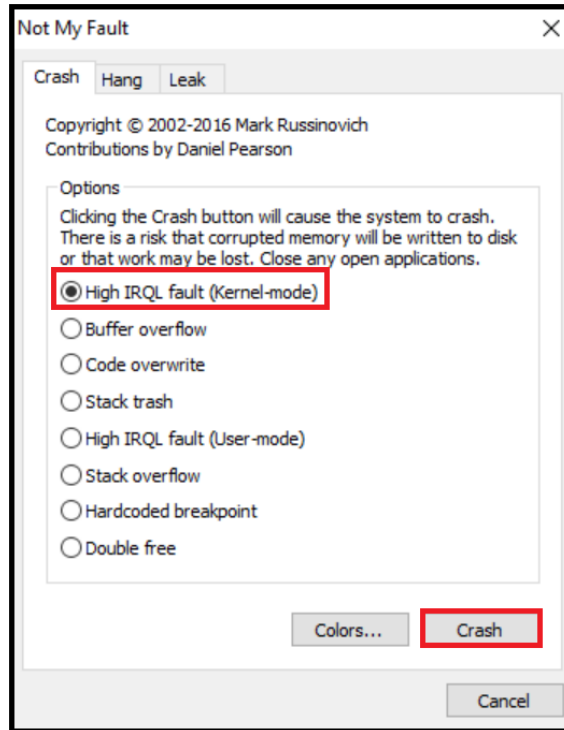 Not My Fault
Crash Hang Leak
Copyright © 2002-2016 Mark Russinovich
Contributions by Daniel Pearson
Options
Clicking the Crash button will cause the system to crash.
There is a risk that corrupted memory will be written to disk
or that work may be lost. Close any open applications.
High IRQL fault (Kernel-mode)
Buffer overflow
Code overwrite
Stack trash
High IRQL fault (User-mode)
Stack overflow
Hardcoded breakpoint
Double free
Colors... Crash
Cancel